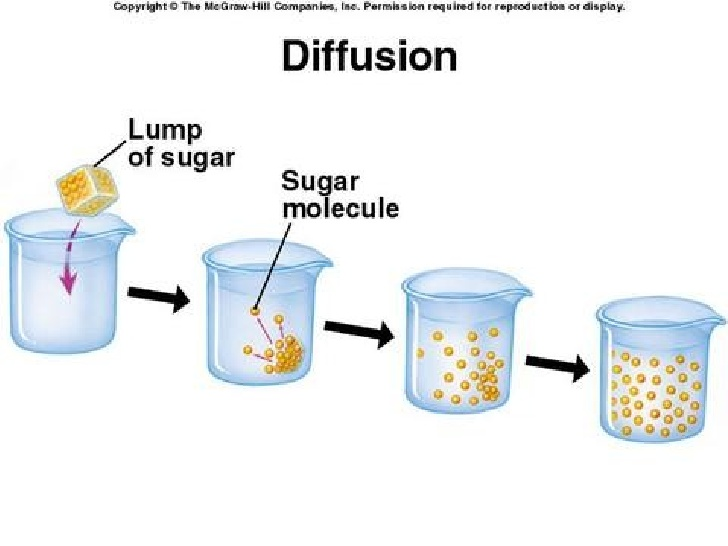 Copyright © The McGraw-Hill Companies, Inc. Permission required for reproduction or display.
Diffusion
Lump
of sugar
Sugar
molecule